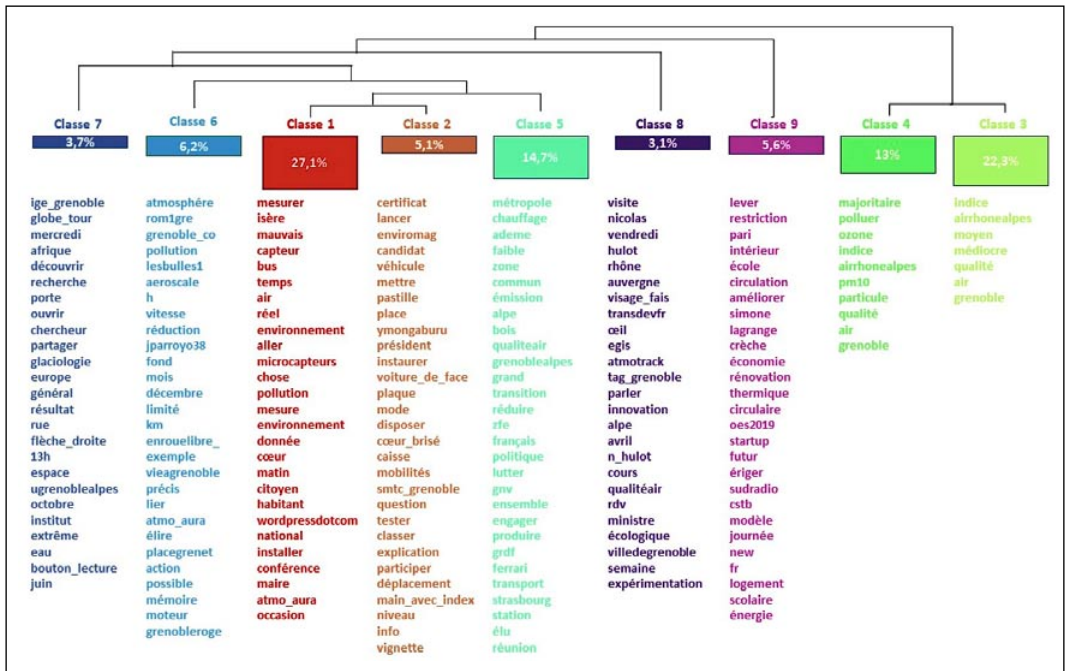 Classe 7
3,7%
ige_grenoble
globe_tour
mercredi
afrique
découvrir
recherche
porte
ouvrir
chercheur
partager
glaciologie
europe
général
résultat
rue
flèche_droite
13h
espace
ugrenoblealpes
octobre
institut
extrême
eau
bouton_lecture
juin
Classe 6
6,2%
atmosphère
rom1gre
grenoble_co
pollution
lesbulles1
aeroscale
h
vitesse
réduction
jparroyo38
fond
mois
décembre
limité
km
enrouelibre_
exemple
vieagrenoble
précis
lier
atmo_aura
élire
placegrenet
action
possible
mémoire
moteur
grenobleroge
Classe 1
27,1%
mesurer
isère
mauvais
capteur
bus
temps
air
réel
environnement
aller
microcapteurs
chose
pollution
mesure
environnement
donnée
cœur
matin
citoyen
habitant
wordpressdotcom
national
installer
conférence
maire
atmo_aura
occasion
Classe 2
5,1%
certificat
lancer
enviromag
candidat
véhicule
mettre
pastille
place
ymongaburu
président
instaurer
voiture_de_face
plaque
mode
disposer
cœur_brisé
caisse
mobilités
smtc_grenoble
question
tester
classer
explication
participer
déplacement
main_avec_index
niveau
info
vignette
Classe 5
14,7%
métropole
chauffage
ademe
faible
zone
commun
émission
alpe
bois
qualiteair
grenoblealpes
grand
transition
réduire
zfe
français
politique
lutter
gnv
ensemble
engager
produire
grdf
ferrari
transport
strasbourg
station
élu
réunion
Classe 8
3,1%
visite
nicolas
vendredi
hulot
rhône
auvergne
visage_fais
transdevfr
œil
egis
atmotrack
tag_grenoble
parler
innovation
alpe
avril
n_hulot
cours
qualitéair
rdv
ministre
écologique
villedegrenoble
semaine
expérimentation
Classe 9
5,6%
lever
restriction
pari
intérieur
école
circulation
améliorer
simone
lagrange
crèche
économie
rénovation
thermique
circulaire
oes2019
startup
futur
ériger
sudradio
cstb
modèle
journée
new
fr
logement
scolaire
énergie
Classe 4
13%
majoritaire
polluer
ozone
indice
airrhonealpes
pm10
particule
qualité
air
grenoble
Classe 3
22,3%
indice
airrhonealpes
moyen
médiocre
qualité
air
grenoble